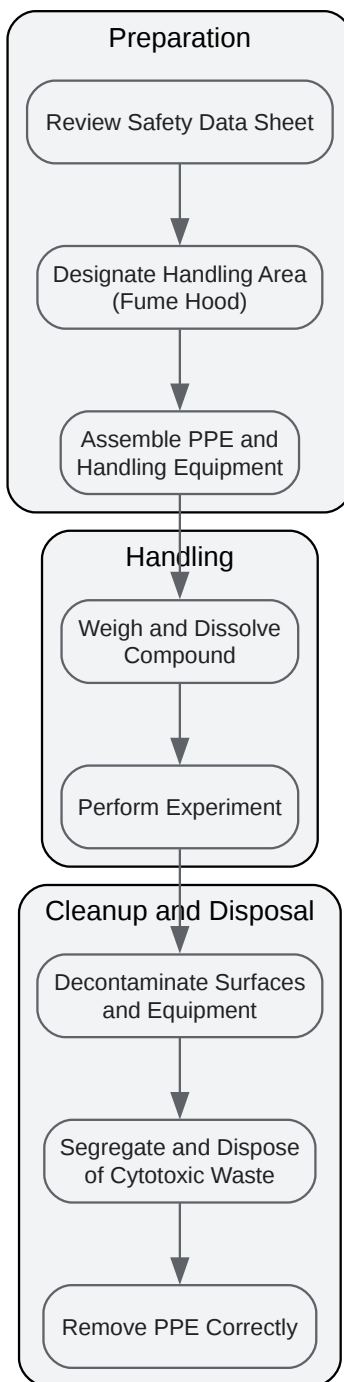 Preparation
Review Safety Data Sheet
Designate Handling Area
(Fume Hood)
Assemble PPE and
Handling Equipment
Handling
Weigh and Dissolve
Compound
Perform Experiment
Cleanup and Disposal
Decontaminate Surfaces
and Equipment
Segregate and Dispose
of Cytotoxic Waste
Remove PPE Correctly